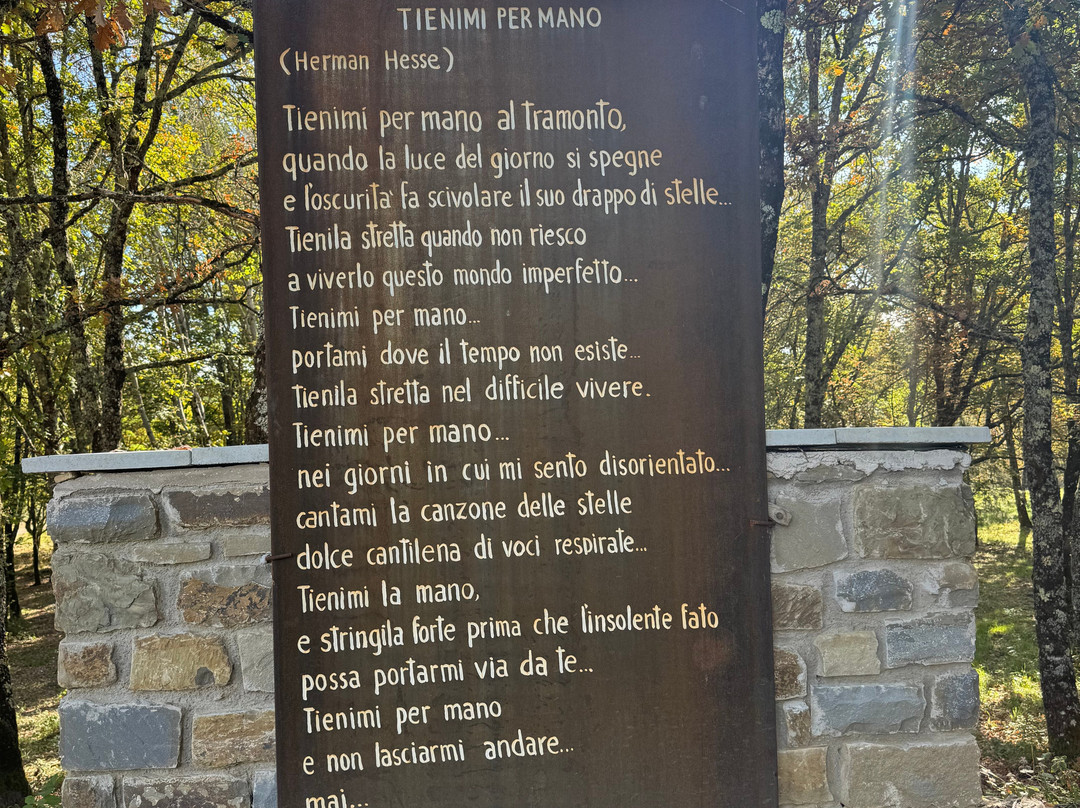 TIENIMI PER MANO
(Herman Hesse)
Tienimi per mano al tramonto,
quando la luce del giorno si spegne
e l'oscurita' fa scivolare il suo drappo di stelle...
Tienila stretta quando non riesco
a viverlo questo mondo imperfetto...
Tienimi per mano...
portami dove il tempo non esiste...
Tienila stretta nel difficile vivere.
Tienimi per mano...
nei giorni in cui mi sento disorientato...
cantami la canzone delle stelle
dolce cantilena di voci respirate...
Tienimi la mano,
e stringila forte prima che l'insolente fato
possa portarmi via da te...
Tienimi per mano
e non lasciarmi andare...
mai...